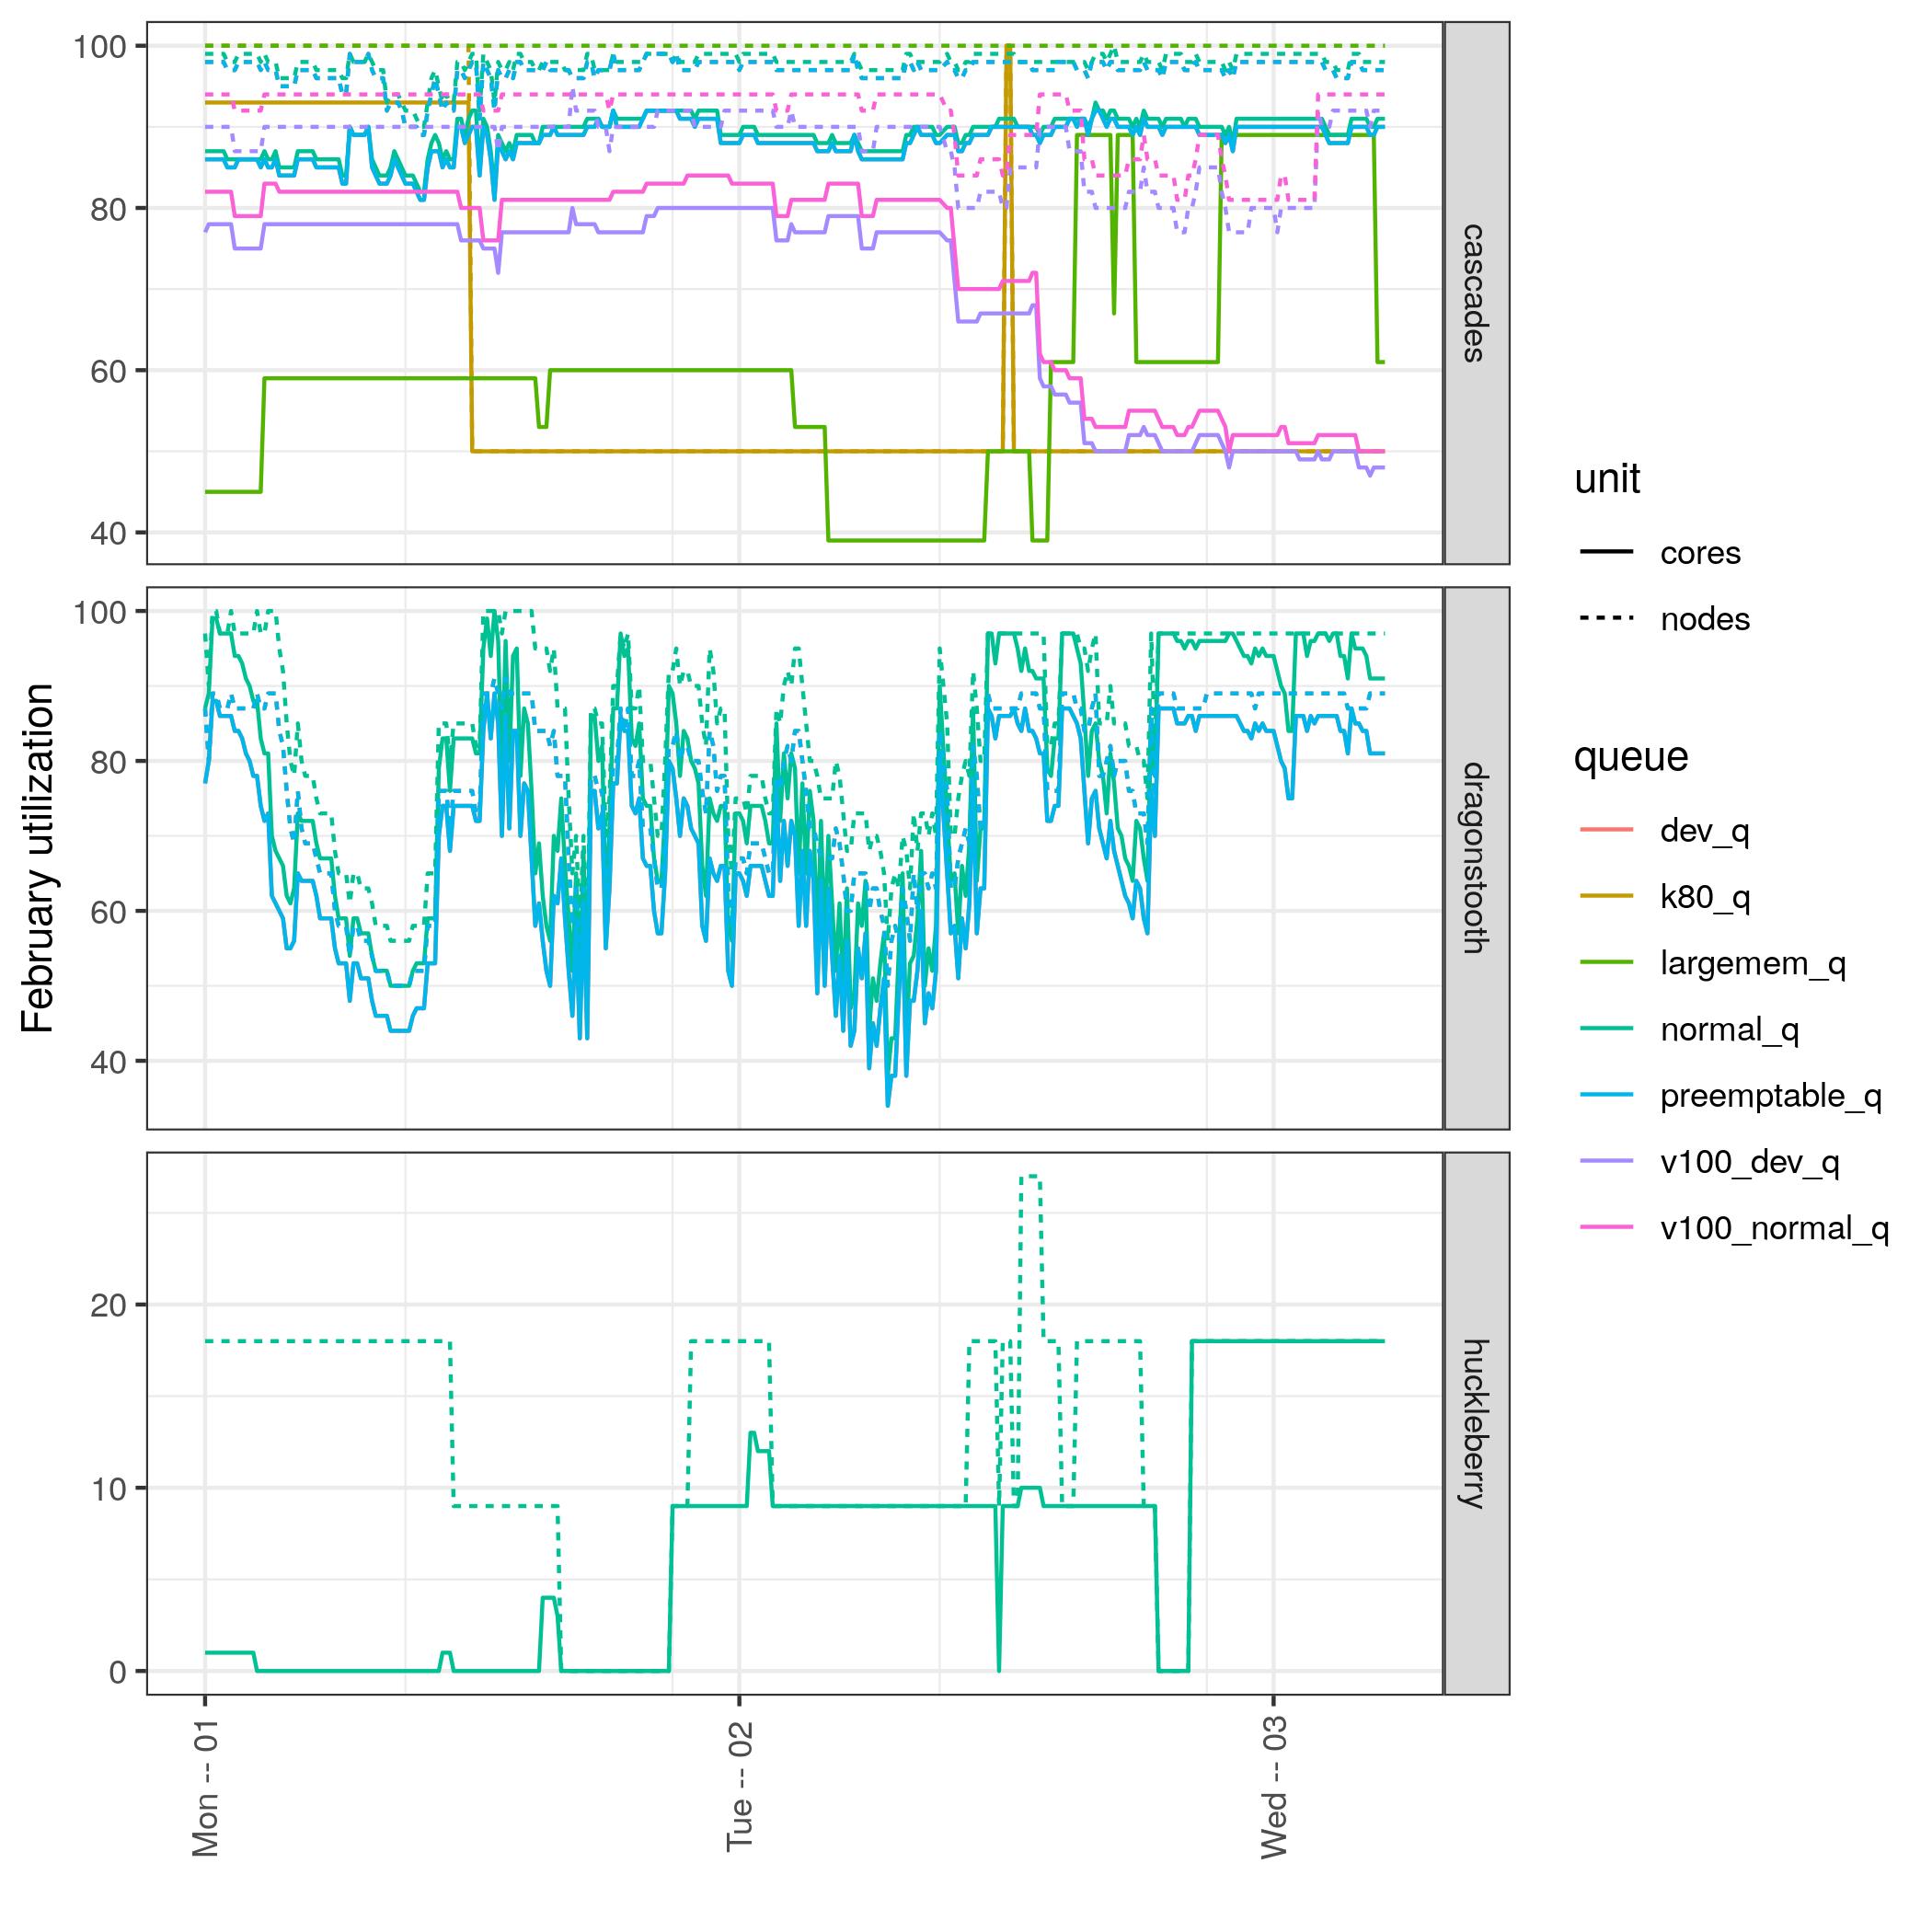 February utilization
100
80
60
40
cascades
100
80
60
40
dragonstooth
20
10
0
huckleberry
Mon -- 01
Tue -- 02
Wed -- 03
unit
cores
nodes
queue
dev_q
k80_q
largemem_q
normal_q
preemptable_q
v100_dev_q
v100_normal_q